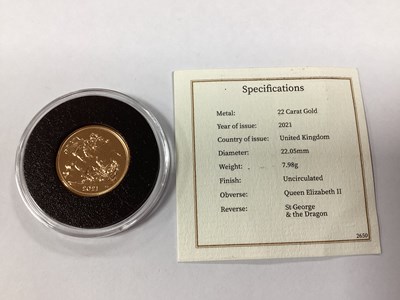 Specifications
Metal: 22 Carat Gold
Year of issue: 2021
Country of issue: United Kingdom
Diameter: 22.05mm
Weight: 7.98g
Finish: Uncirculated
Obverse: Queen Elizabeth II
Reverse: St George
& the Dragon
2650
2021